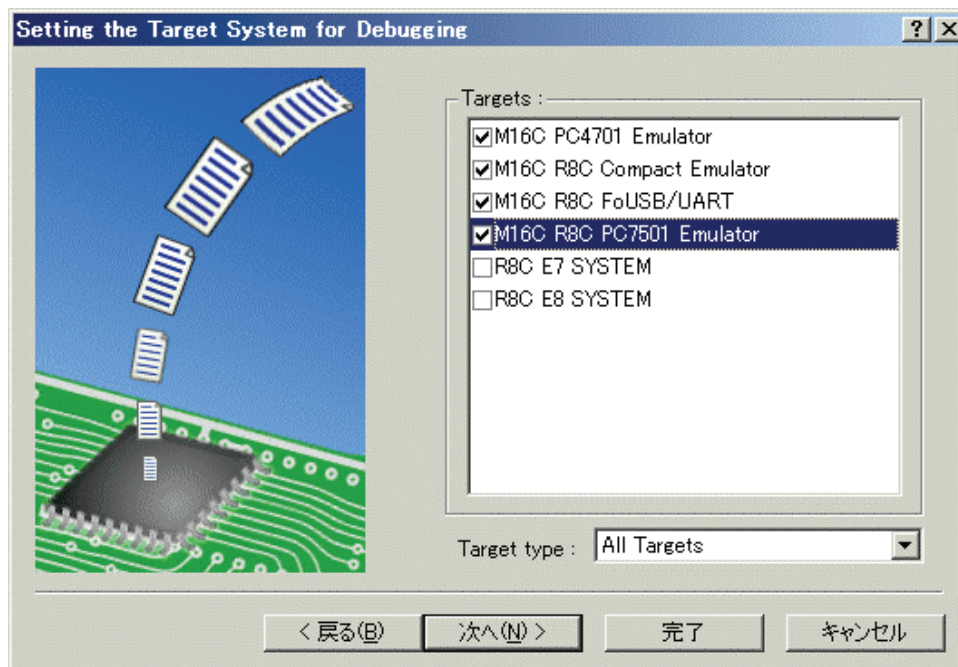 Setting the Target System for Debugging
Targets :
M16C PC4701 Emulator
M16C R8C Compact Emulator
M16C R8C FoUSB/UART
M16C R8C PC7501 Emulator
R8C E7 SYSTEM
R8C E8 SYSTEM
Target type : All Targets
< 戻る(B) 次へ(N) > 完了 キャンセル